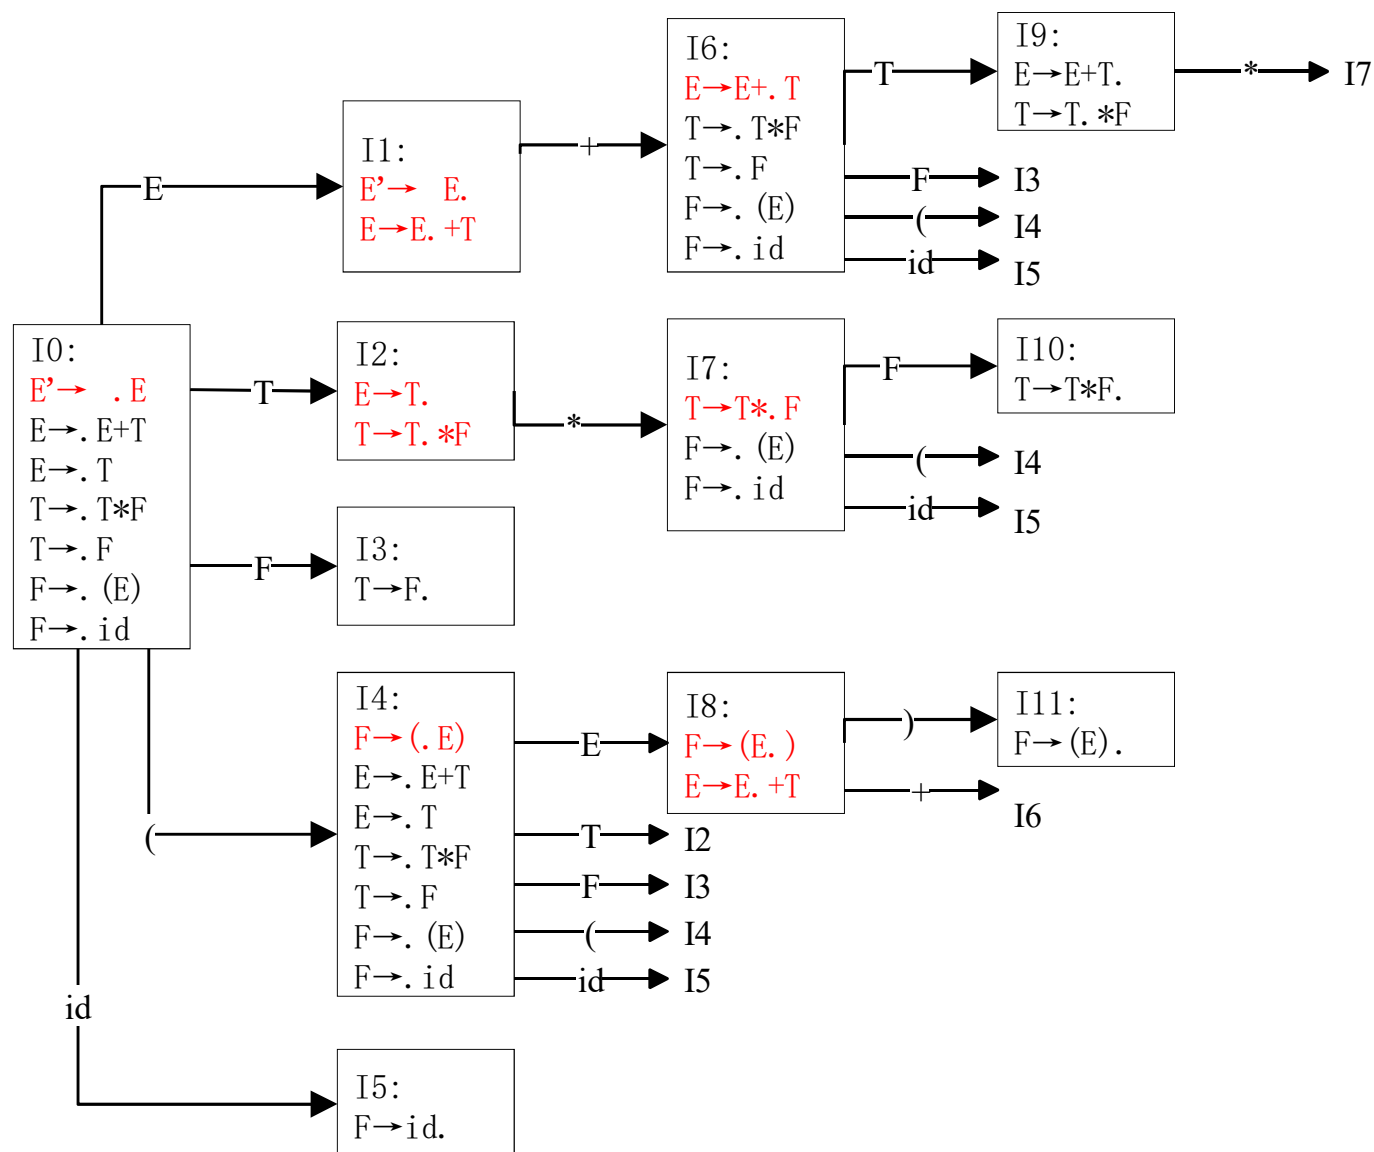 I0:
E’→ .E
E→.E+T
E→.T
T→.T*F
T→.F
F→.(E)
F→.id
E
T
F
(
id
I1:
E’→ E.
E→E.+T
+
I2:
E→T.
T→T.*F
*
I3:
T→F.
I4:
F→(.E)
E→.E+T
E→.T
T→.T*F
T→.F
F→.(E)
F→.id
E
T I2
F I3
( I4
id I5
I5:
F→id.
I6:
E→E+.T
T→.T*F
T→.F
F→.(E)
F→.id
T
F I3
( I4
id I5
I7:
T→T*.F
F→.(E)
F→.id
F
( I4
id I5
I8:
F→(E.)
E→E.+T
)
+ I6
I9:
E→E+T.
T→T.*F
* I7
I10:
T→T*F.
I11:
F→(E).